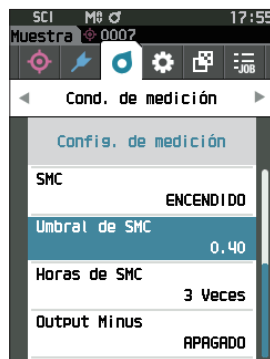 SCI M 17:55
Muestra 0007
JOB
Cond. de medición
Config. de medición
SMC
ENCENDIDO
Umbral de SMC
0.40
Horas de SMC
3 Veces
Output Minus
APAGADO